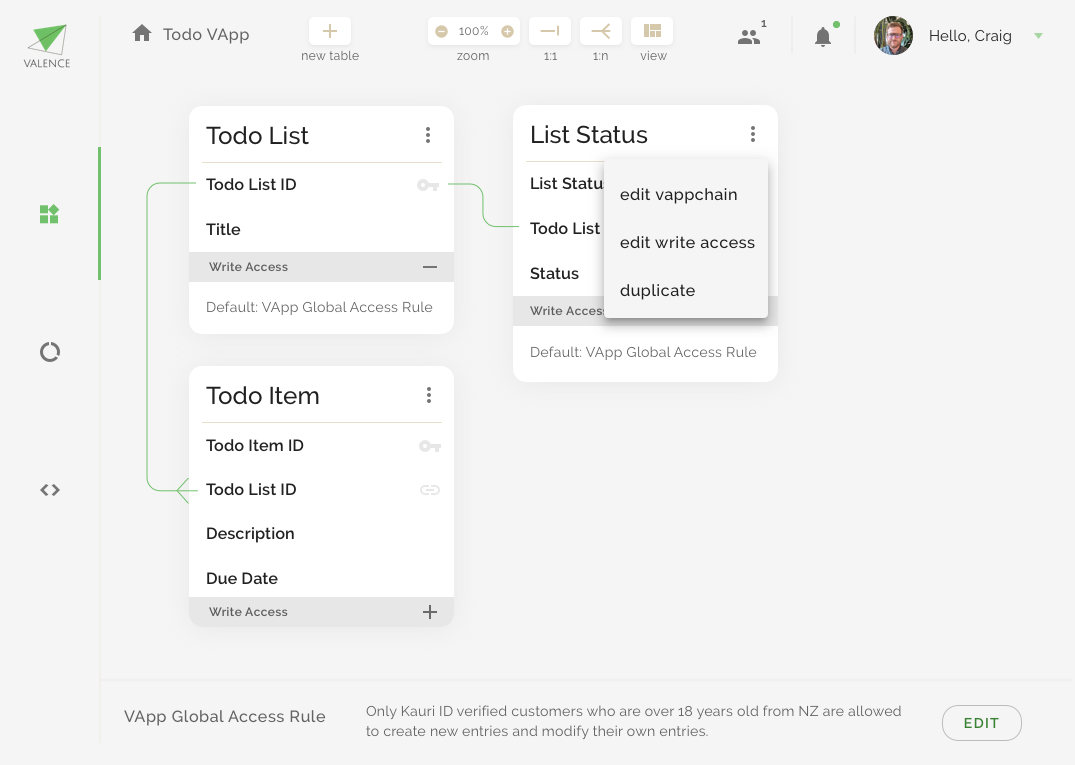 VALENCE
Todo VApp
new table
100%
zoom
1:1
1:n
view
1
Hello, Craig
Todo List
Todo List ID
Title
Write Access
Default: VApp Global Access Rule
List Status
Todo List
Status
Write Access
Default: VApp Global Access Rule
edit vappchain
edit write access
duplicate
Todo Item
Todo Item ID
Todo List ID
Description
Due Date
Write Access
VApp Global Access Rule
Only Kauri ID verified customers who are over 18 years old from NZ are allowed
to create new entries and modify their own entries.
EDIT